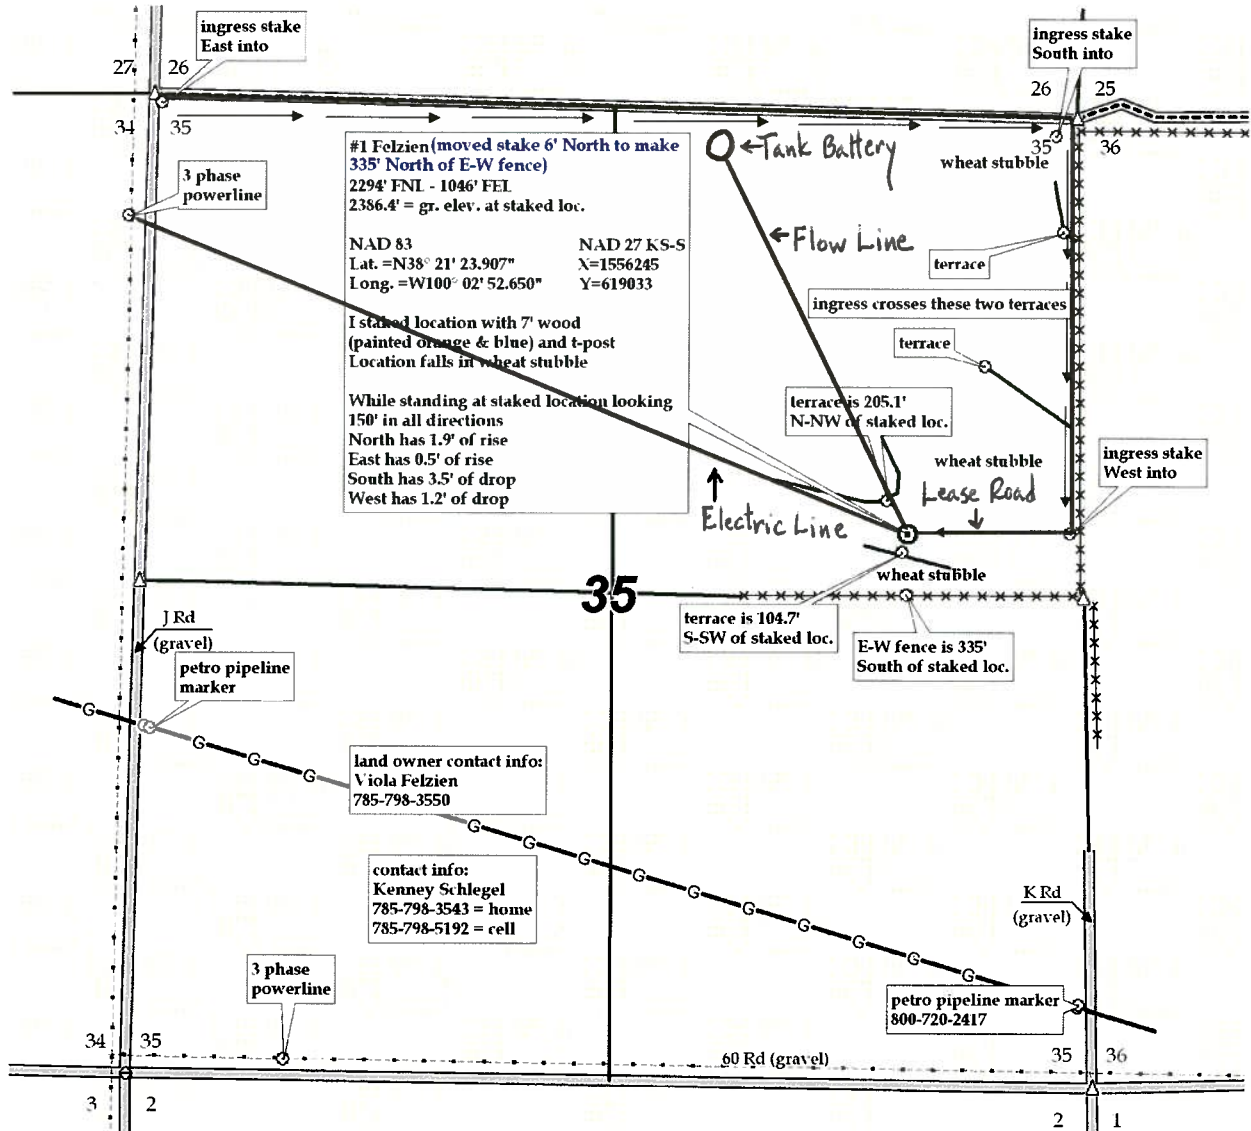 ingress stake
East into
ingress stake
South into
27
26
26
25
34
35
35
36
#1 Felzien (moved stake 6' North to make
335' North of E-W fence)
2294' FNL - 1046' FEL
2386.4' = gr. elev. at staked loc.
NAD 83
NAD 27 KS-S
Lat. =N38° 21' 23.907"
X=1556245
Long. =W100° 02' 52.650"
Y=619033
I staked location with 7' wood
(painted orange & blue) and t-post
Location falls in wheat stubble
While standing at staked location looking
150' in all directions
North has 1.9' of rise
East has 0.5' of rise
South has 3.5' of drop
West has 1.2' of drop
←Tank Battery
wheat stubble
3 phase
powerline
←Flow Line
terrace
ingress crosses these two terraces
terrace
terrace is 205.1'
N-NW of staked loc.
wheat stubble
ingress stake
West into
Lease Road
Electric Line
wheat stubble
35
terrace is 104.7'
S-SW of staked loc.
E-W fence is 335'
South of staked loc.
J Rd
(gravel)
petro pipeline
marker
G
G
G
G
land owner contact info:
Viola Felzien
785-798-3550
G
G
G
G
G
G
G
G
G
G
contact info:
Kenney Schlegel
785-798-3543 = home
785-798-5192 = cell
K Rd
(gravel)
3 phase
powerline
petro pipeline marker
800-720-2417
34
35
60 Rd (gravel)
35
36
3
2
2
1